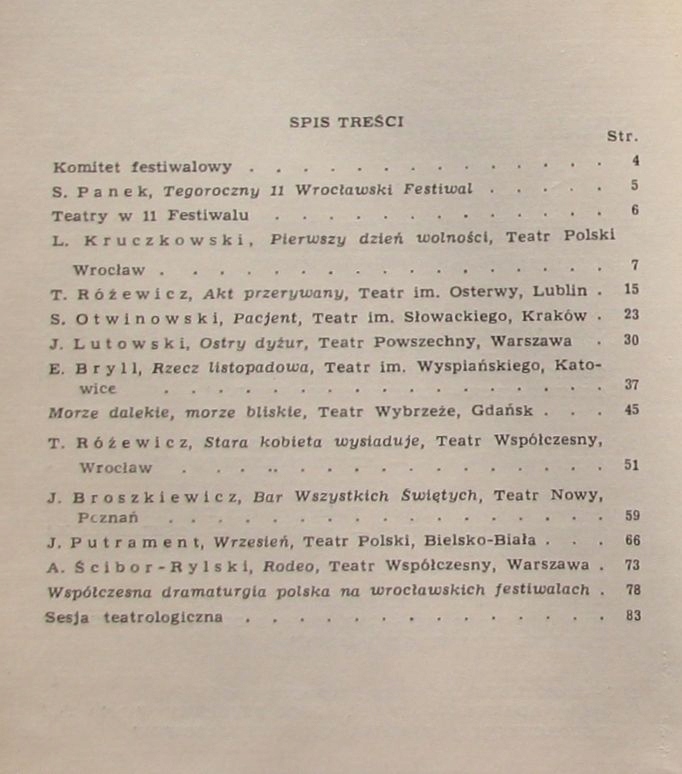 SPIS TREŚCI
Str.
Komitet festiwalowy . . . . . . . . . . . . . . 4
S. Panek, Tegoroczny 11 Wrocławski Festiwal . . . . . 5
Teatry w 11 Festiwalu . . . . . . . . . . . . . 6
L. Kruczkowski, Pierwszy dzień wolności, Teatr Polski
Wrocław . . . . . . . . . . . . . . . . . 7
T. Różewicz, Akt przerywany, Teatr im. Osterwy, Lublin . 15
S. Otwinowski, Pacjent, Teatr im. Słowackiego, Kraków . 23
J. Lutowski, Ostry dyżur, Teatr Powszechny, Warszawa . 30
E. Bryll, Rzecz listopadowa, Teatr im. Wyspiańskiego, Kato-
wice . . . . . . . . . . . . . . . . . 37
Morze dalekie, morze bliskie, Teatr Wybrzeże, Gdańsk . . . 45
T. Różewicz, Stara kobieta wysiaduje, Teatr Współczesny,
Wrocław . . . . . . . . . . . . . . . . 51
J. Broszkiewicz, Bar Wszystkich Świętych, Teatr Nowy,
Poznań . . . . . . . . . . . . . . . . . 59
J. Putrament, Wrzesień, Teatr Polski, Bielsko-Biała . . . 66
A. Ścibor-Rylski, Rodeo, Teatr Współczesny, Warszawa . 73
Współczesna dramaturgia polska na wrocławskich festiwalach . 78
Sesja teatrologiczna . . . . . . . . . . . . . . 83